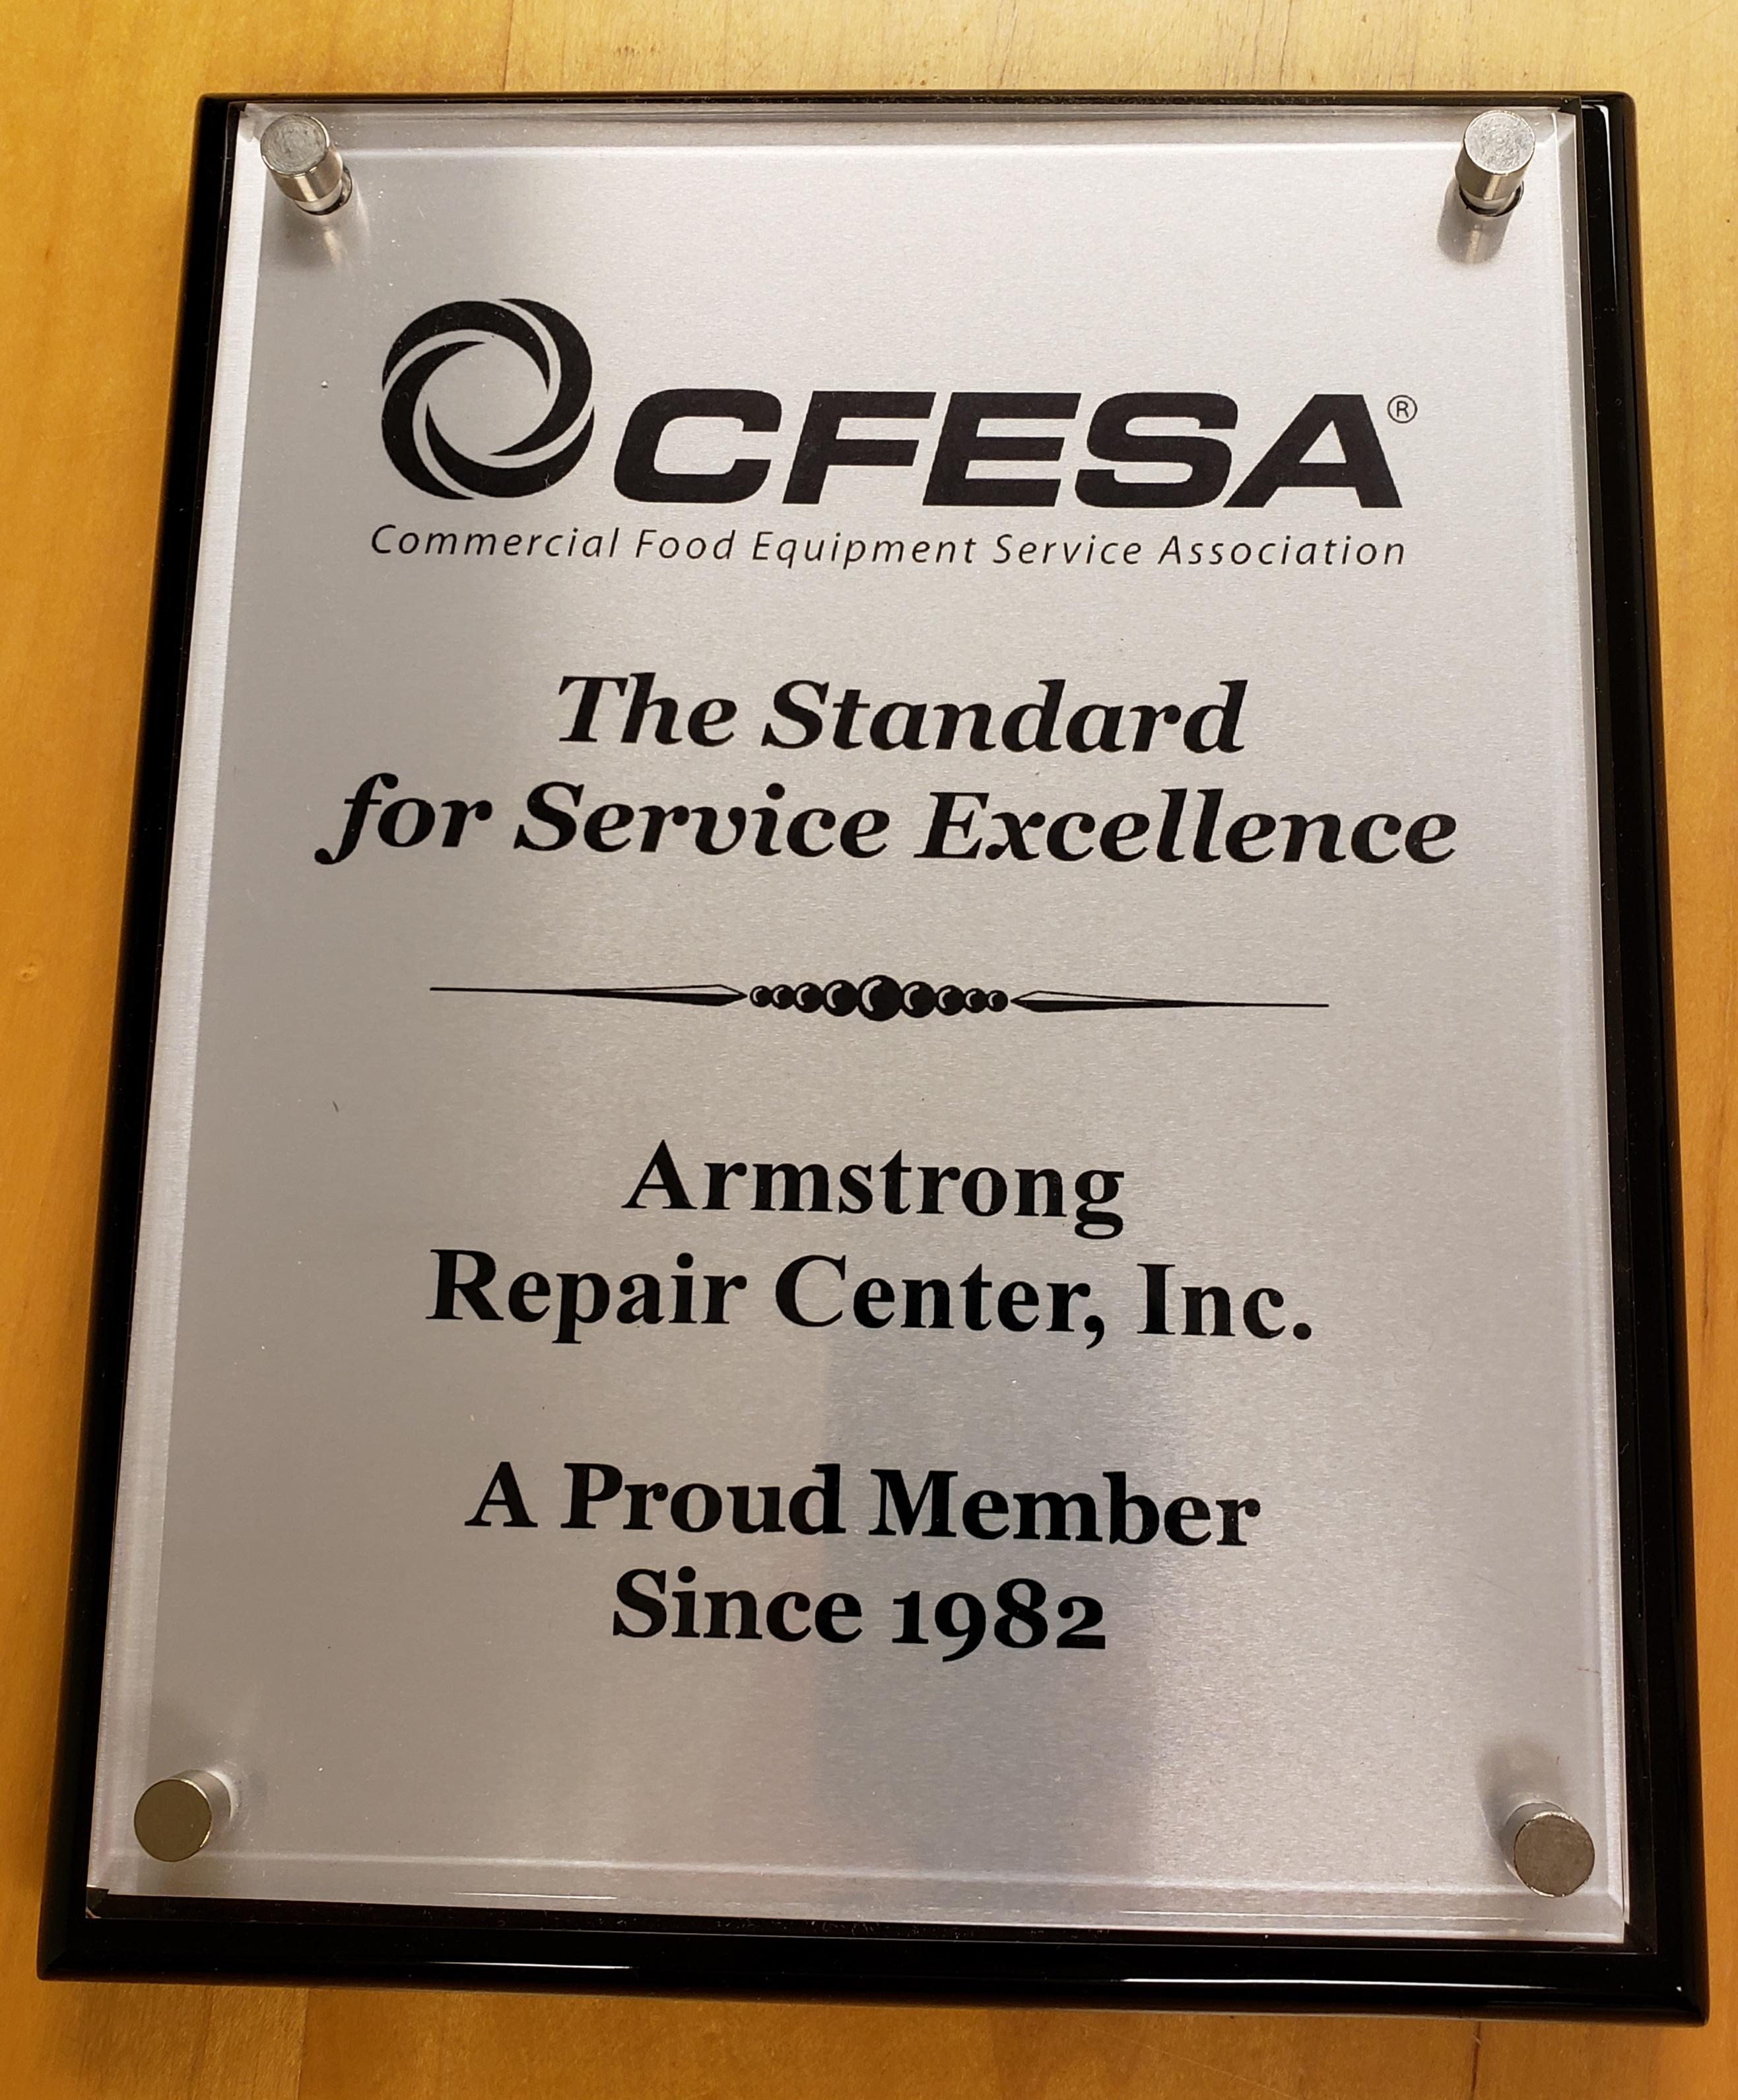 CFESA®
Commercial Food Equipment Service Association
The Standard
for Service Excellence
Armstrong
Repair Center, Inc.
A Proud Member
Since 1982